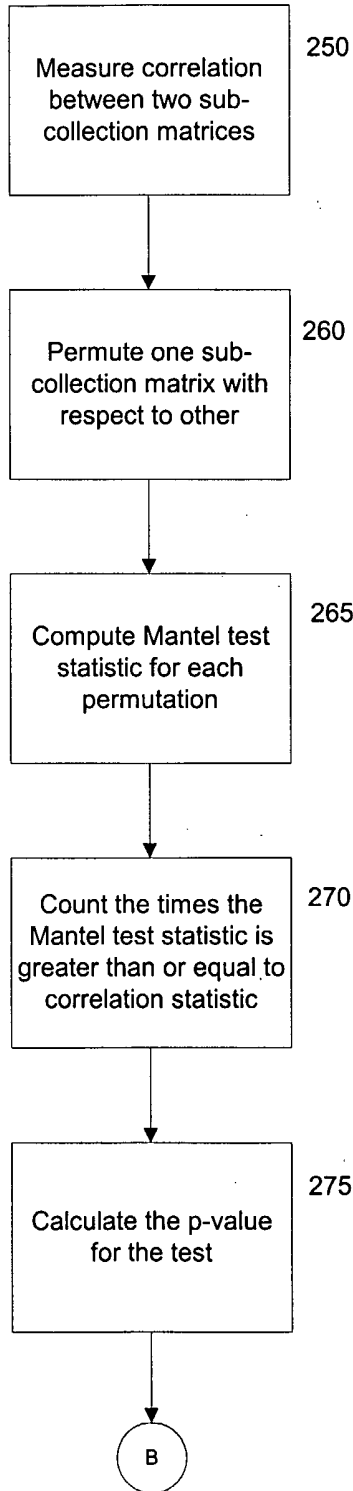 250
Measure correlation
between two sub-
collection matrices
260
Permute one sub-
collection matrix with
respect to other
265
Compute Mantel test
statistic for each
permutation
270
Count the times the
Mantel test statistic is
greater than or equal to
correlation statistic
275
Calculate the p-value
for the test
B